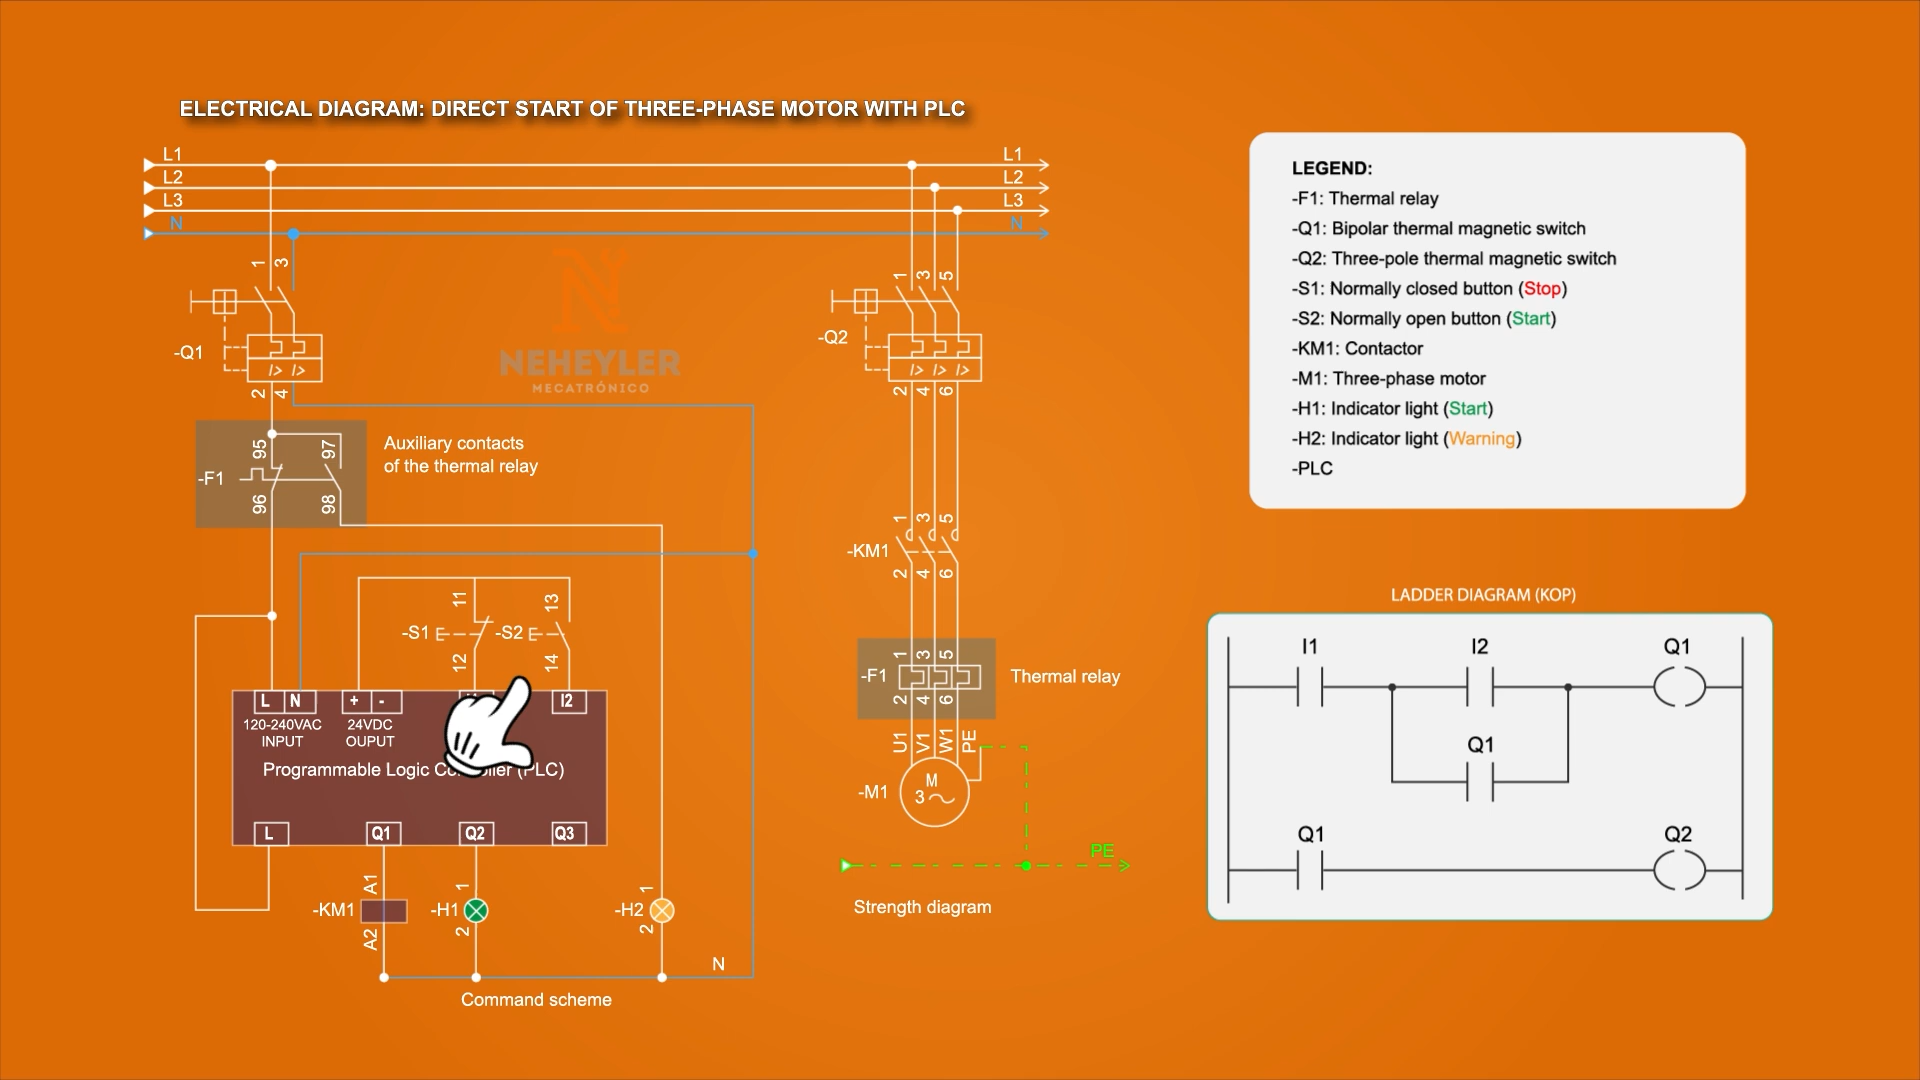 ELECTRICAL DIAGRAM: DIRECT START OF THREE-PHASE MOTOR WITH PLC
L1
L2
L3
N
L1
L2
L3
N
1
3
-Q1
I>
I>
2
4
NEHEYLER
MECATRÓNICO
95
97
-F1
96
98
Auxiliary contacts
of the thermal relay
11
13
-S1
-S2
12
14
L
N
+
-
I2
120-240VAC
INPUT
24VDC
OUPUT
(PLC)
Programmable Logic
L
Q1
Q2
Q3
A1
1
1
-KM1
-H1
-H2
A2
2
2
N
Command scheme
1
3
5
-Q2
I>
I>
I>
2
4
6
1
3
5
-KM1
2
4
6
1
3
5
-F1
2
4
6
Thermal relay
U1
V1
W1
PE
-M1
M
3
PE
Strength diagram
LEGEND:
-F1: Thermal relay
-Q1: Bipolar thermal magnetic switch
-Q2: Three-pole thermal magnetic switch
-S1: Normally closed button (Stop)
-S2: Normally open button (Start)
-KM1: Contactor
-M1: Three-phase motor
-H1: Indicator light (Start)
-H2: Indicator light (Warning)
-PLC
LADDER DIAGRAM (KOP)
I1
I2
Q1
Q1
Q1
Q2